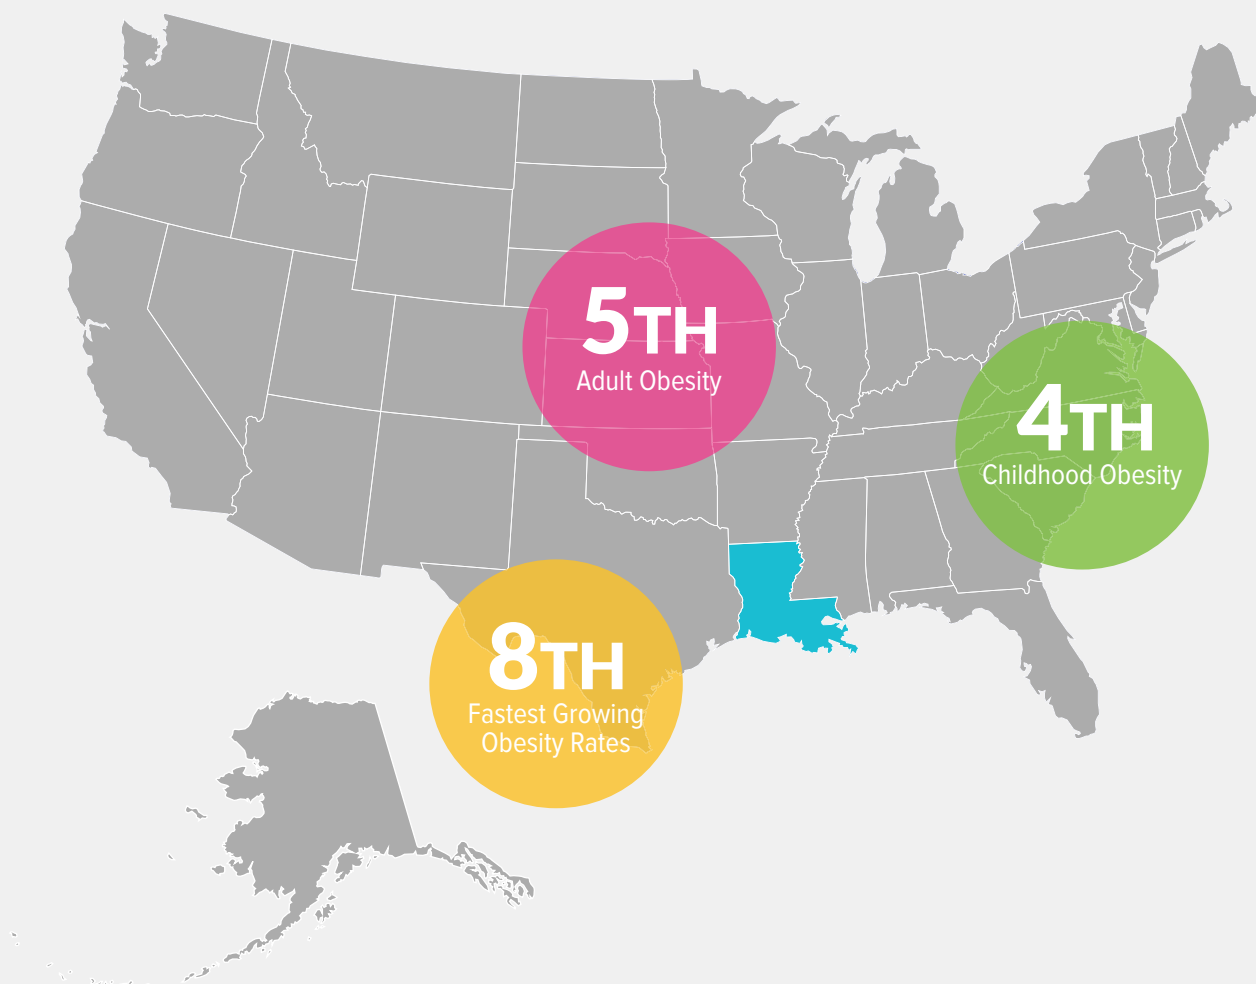 5TH
Adult Obesity
4TH
Childhood Obesity
8TH
Fastest Growing
Obesity Rates